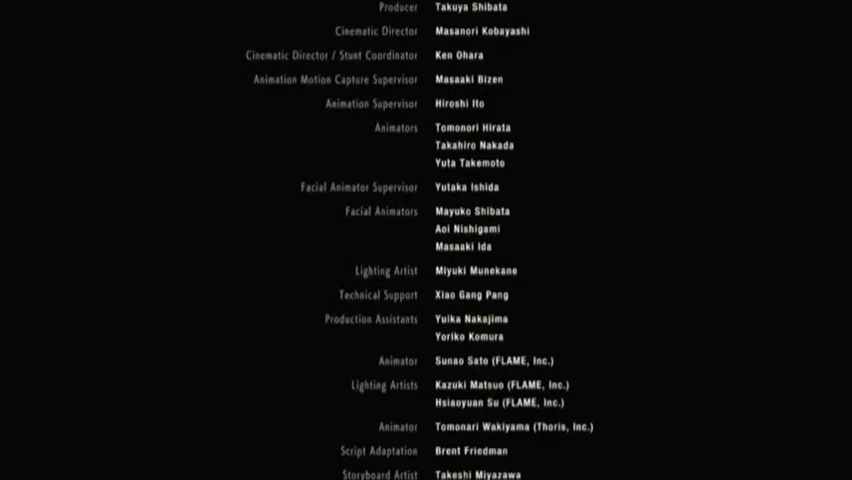 Producer Takuya Shibata
Cinematic Director Masanori Kobayashi
Cinematic Director / Stunt Coordinator Ken Ohara
Animation Motion Capture Supervisor Masaaki Bizen
Animation Supervisor Hiroshi Ito
Animators Tomonori Hirata
Takahiro Nakada
Yuta Takemoto
Facial Animator Supervisor Yutaka Ishida
Facial Animators Mayuko Shibata
Aoi Nishigami
Masaaki Ida
Lighting Artist Miyuki Munekane
Technical Support Xiao Gang Pang
Production Assistants Yuika Nakajima
Yoriko Komura
Animator Sunao Sato (FLAME, Inc.)
Lighting Artists Kazuki Matsuo (FLAME, Inc.)
Hsiaoyuan Su (FLAME, Inc.)
Animator Tomonari Wakiyama (Thoris, Inc.)
Script Adaptation Brent Friedman
Storyboard Artist Takeshi Miyazawa